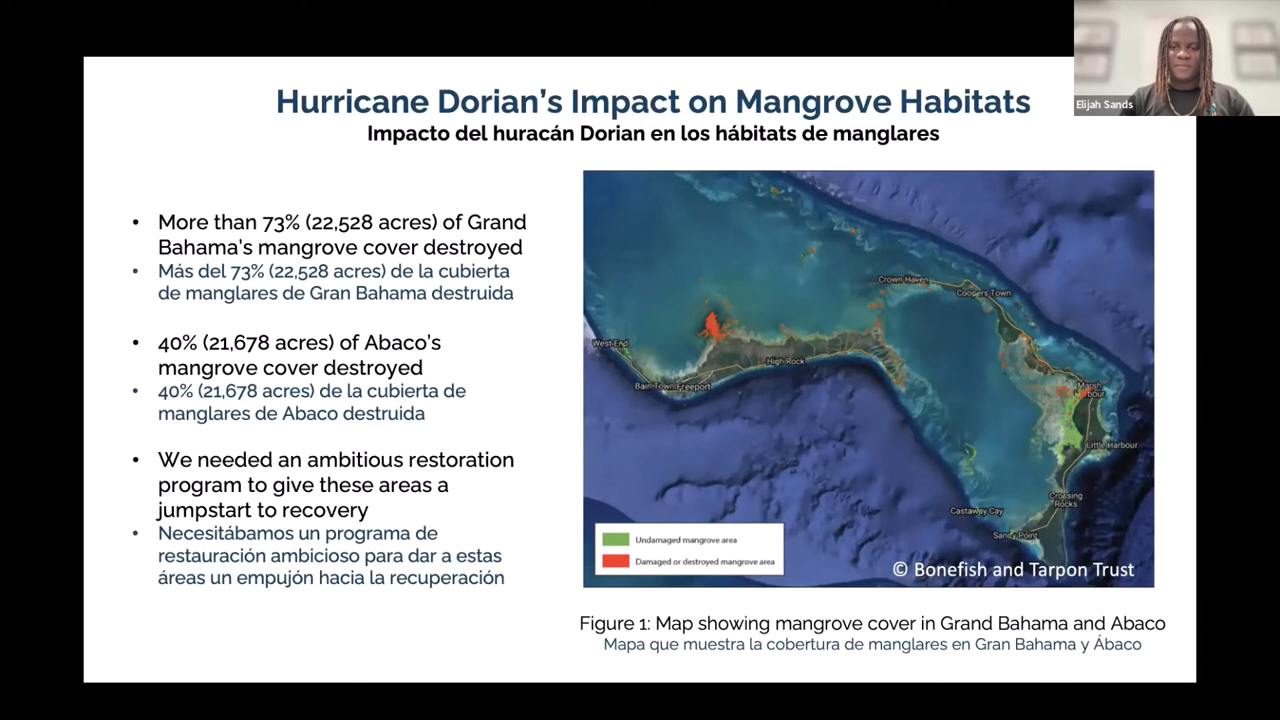 Elijah Sands
Hurricane Dorian's Impact on Mangrove Habitats
Impacto del huracán Dorian en los hábitats de manglares
• More than 73% (22,528 acres) of Grand
Bahama's mangrove cover destroyed
• Más del 73% (22,528 acres) de la cubierta
de manglares de Gran Bahama destruida
• 40% (21,678 acres) of Abaco's
mangrove cover destroyed
• 40% (21,678 acres) de la cubierta de
manglares de Abaco destruida
• We needed an ambitious restoration
program to give these areas a
jumpstart to recovery
• Necesitábamos un programa de
restauración ambicioso para dar a estas
áreas un empujón hacia la recuperación
Crown Haven
Coopers Town
West End
High Rock
Bain Town Freeport
Marsh
Harbour
Little Harbour
Crossing
Rocks
Castaway Cay
Sandy Point
Undamaged mangrove area
Damaged or destroyed mangrove area
© Bonefish and Tarpon Trust
Figure 1: Map showing mangrove cover in Grand Bahama and Abaco
Mapa que muestra la cobertura de manglares en Gran Bahama y Ábaco